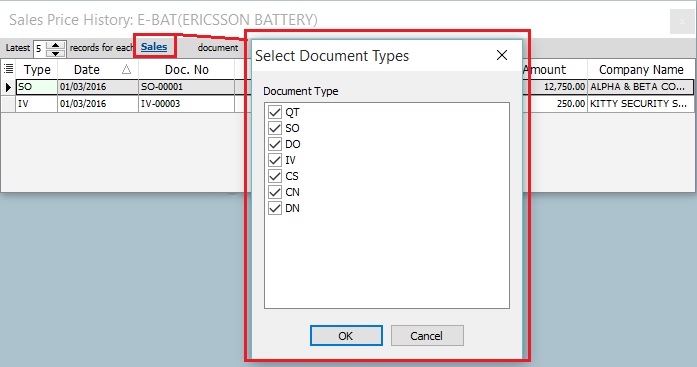 Sales Price History: E-BAT(ERICSSON BATTERY)
Latest 5 records for each Sales document
Type Date Doc. No Amount Company Name
SO 01/03/2016 SO-00001 12,750.00 ALPHA & BETA CO...
IV 01/03/2016 IV-00003 250.00 KITTY SECURITY S...
Select Document Types
Document Type
QT
SO
DO
IV
CS
CN
DN
OK Cancel